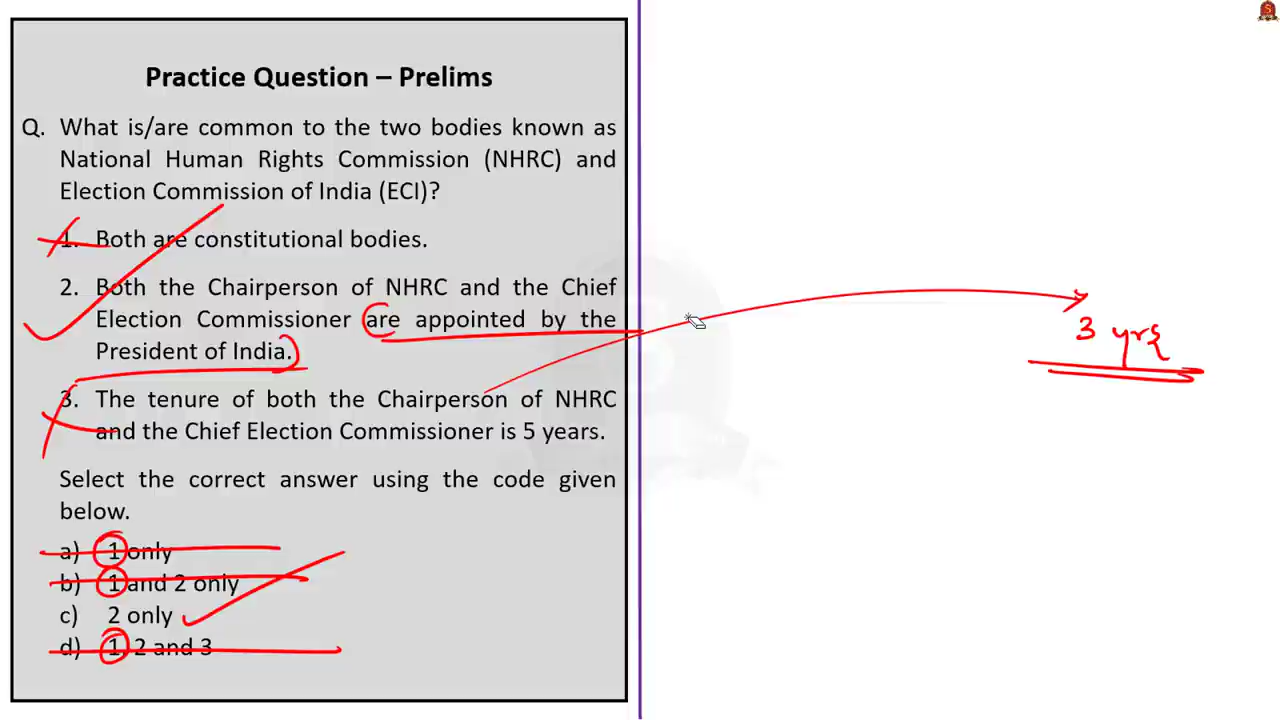 Practice Question – Prelims
Q. What is/are common to the two bodies known as
National Human Rights Commission (NHRC) and
Election Commission of India (ECI)?
1. Both are constitutional bodies.
2. Both the Chairperson of NHRC and the Chief
Election Commissioner are appointed by the
President of India.
3. The tenure of both the Chairperson of NHRC
and the Chief Election Commissioner is 5 years.
Select the correct answer using the code given
below.
a) 1 only
b) 1 and 2 only
c) 2 only
d) 1, 2 and 3
3 yrs